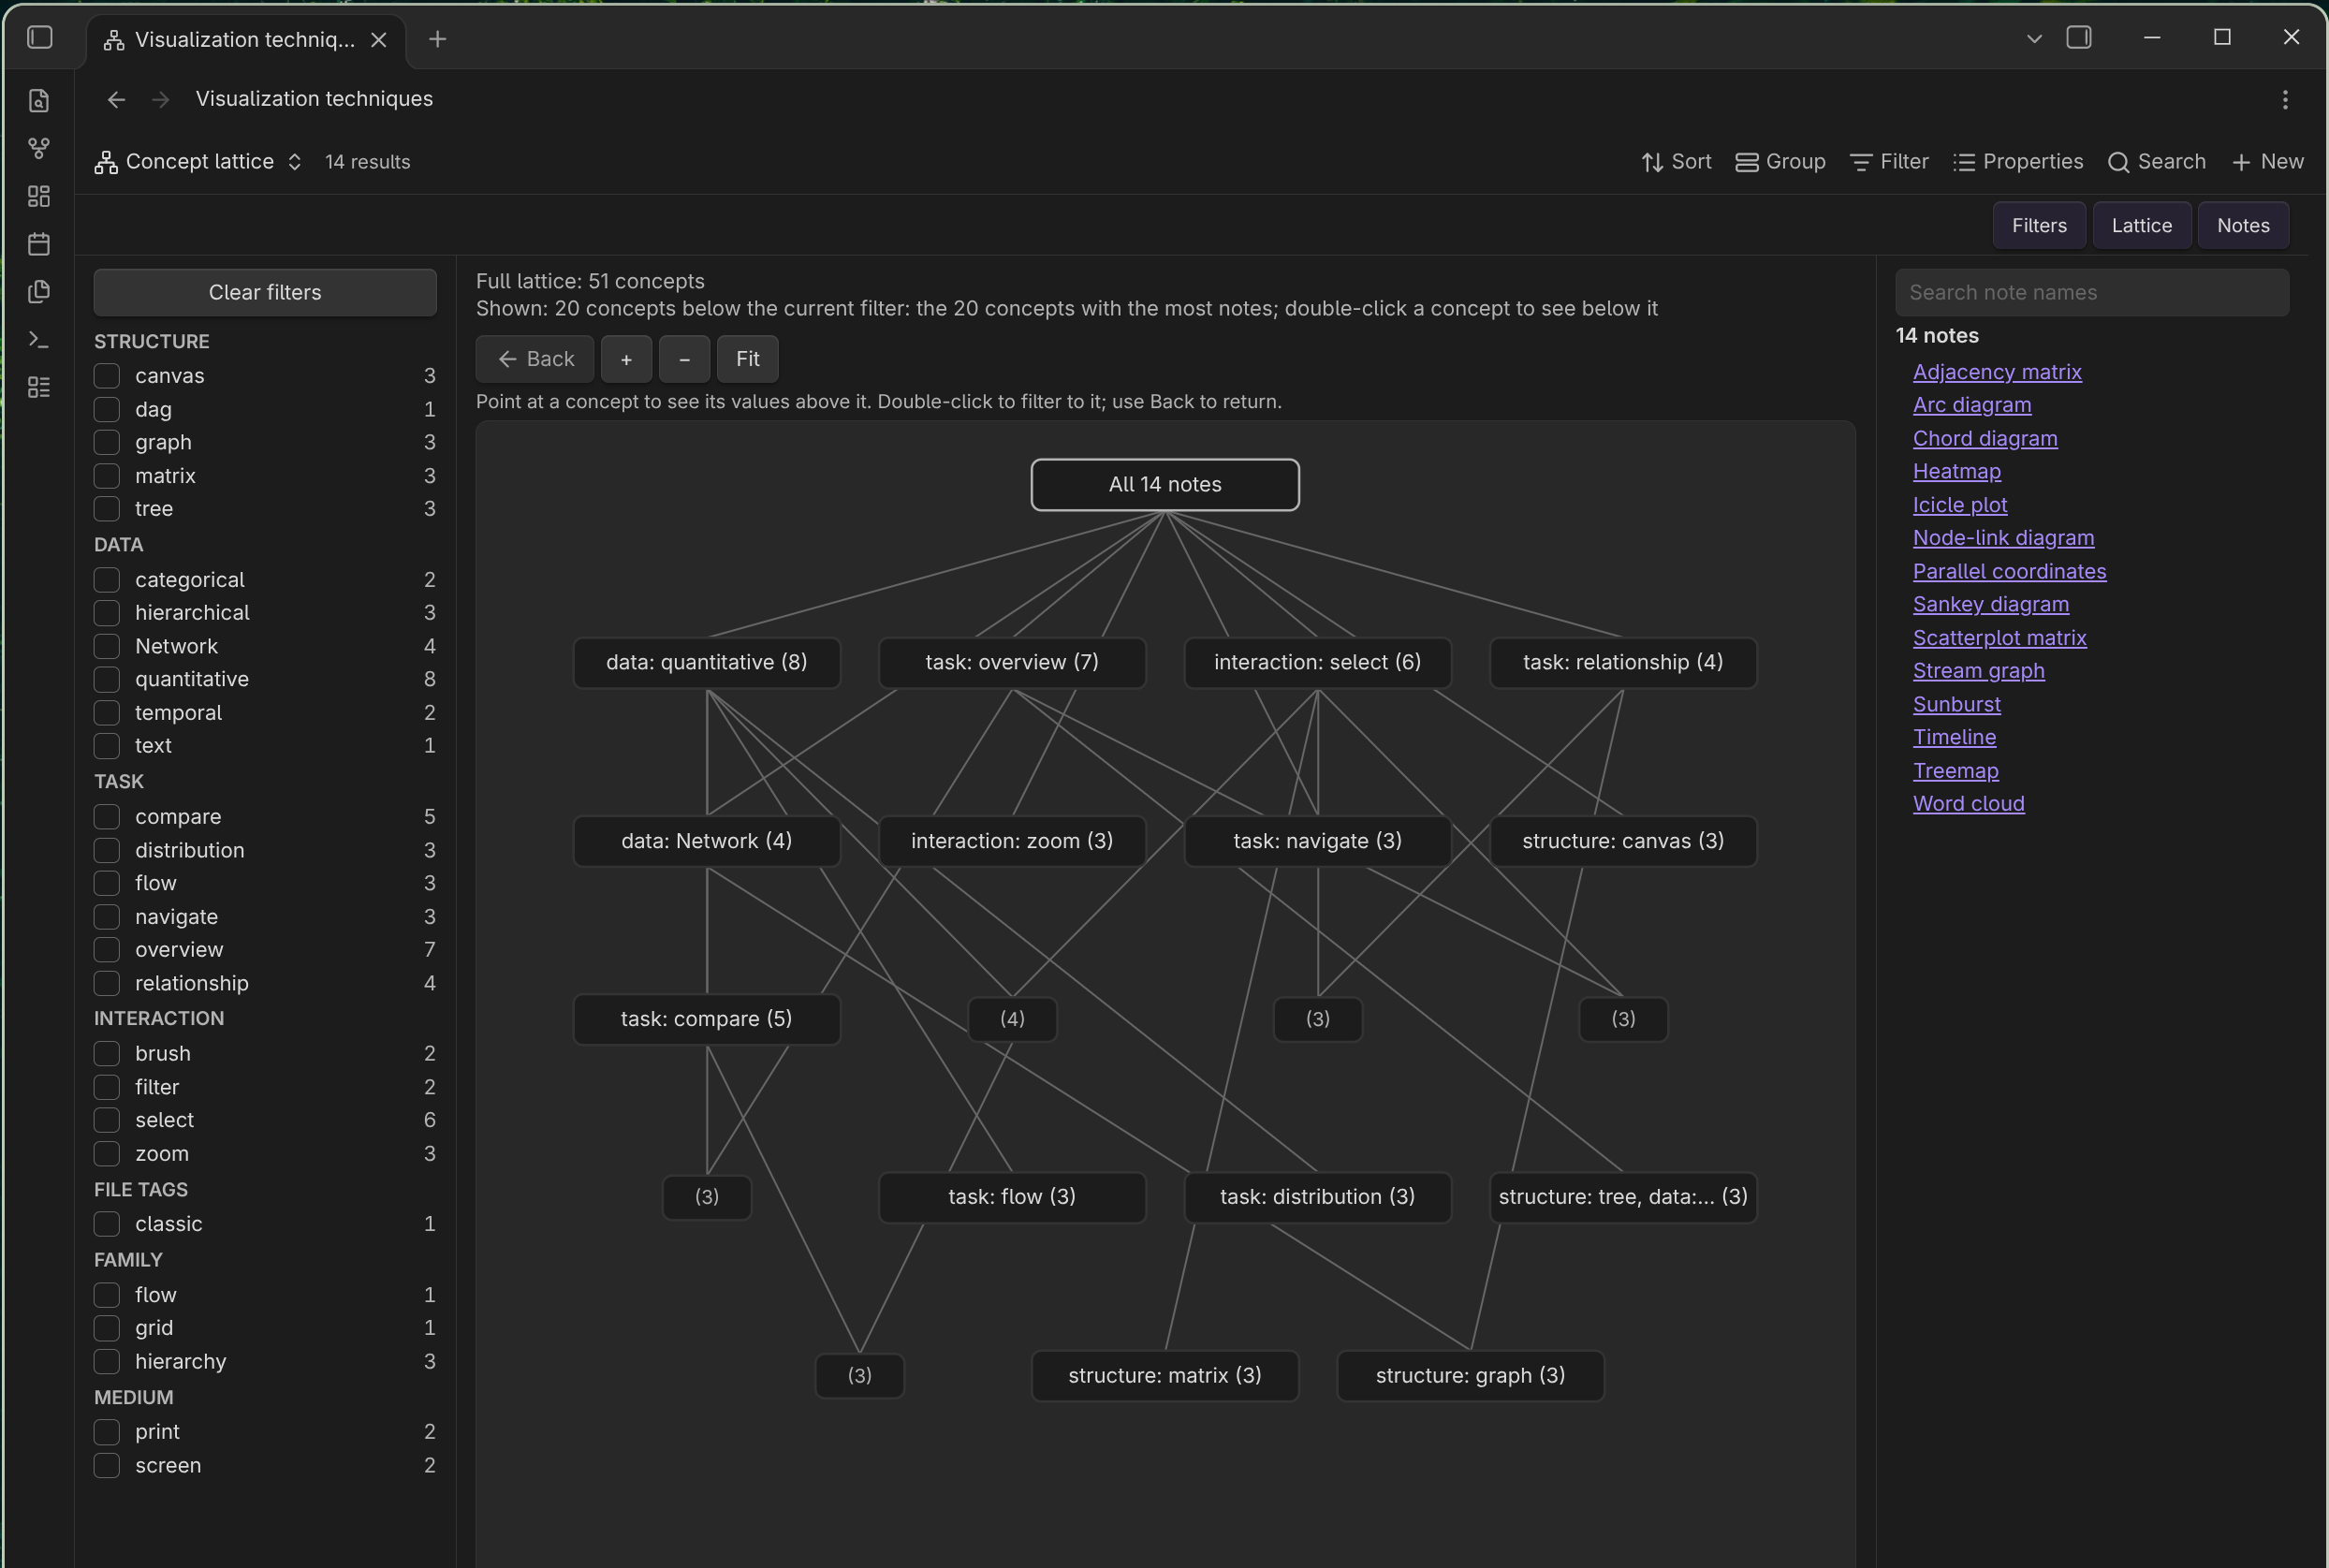 Visualization techniq...
Visualization techniques
Concept lattice 14 results
Sort Group Filter Properties Search New
Filters Lattice Notes
Clear filters
STRUCTURE
canvas 3
dag 1
graph 3
matrix 3
tree 3
DATA
categorical 2
hierarchical 3
Network 4
quantitative 8
temporal 2
text 1
TASK
compare 5
distribution 3
flow 3
navigate 3
overview 7
relationship 4
INTERACTION
brush 2
filter 2
select 6
zoom 3
FILE TAGS
classic 1
FAMILY
flow 1
grid 1
hierarchy 3
MEDIUM
print 2
screen 2
Full lattice: 51 concepts
Shown: 20 concepts below the current filter: the 20 concepts with the most notes; double-click a concept to see below it
← Back + − Fit
Point at a concept to see its values above it. Double-click to filter to it; use Back to return.
All 14 notes
data: quantitative (8) task: overview (7) interaction: select (6) task: relationship (4)
data: Network (4) interaction: zoom (3) task: navigate (3) structure: canvas (3)
task: compare (5) (4) (3) (3)
(3) task: flow (3) task: distribution (3) structure: tree, data:... (3)
(3) structure: matrix (3) structure: graph (3)
Search note names
14 notes
Adjacency matrix
Arc diagram
Chord diagram
Heatmap
Icicle plot
Node-link diagram
Parallel coordinates
Sankey diagram
Scatterplot matrix
Stream graph
Sunburst
Timeline
Treemap
Word cloud